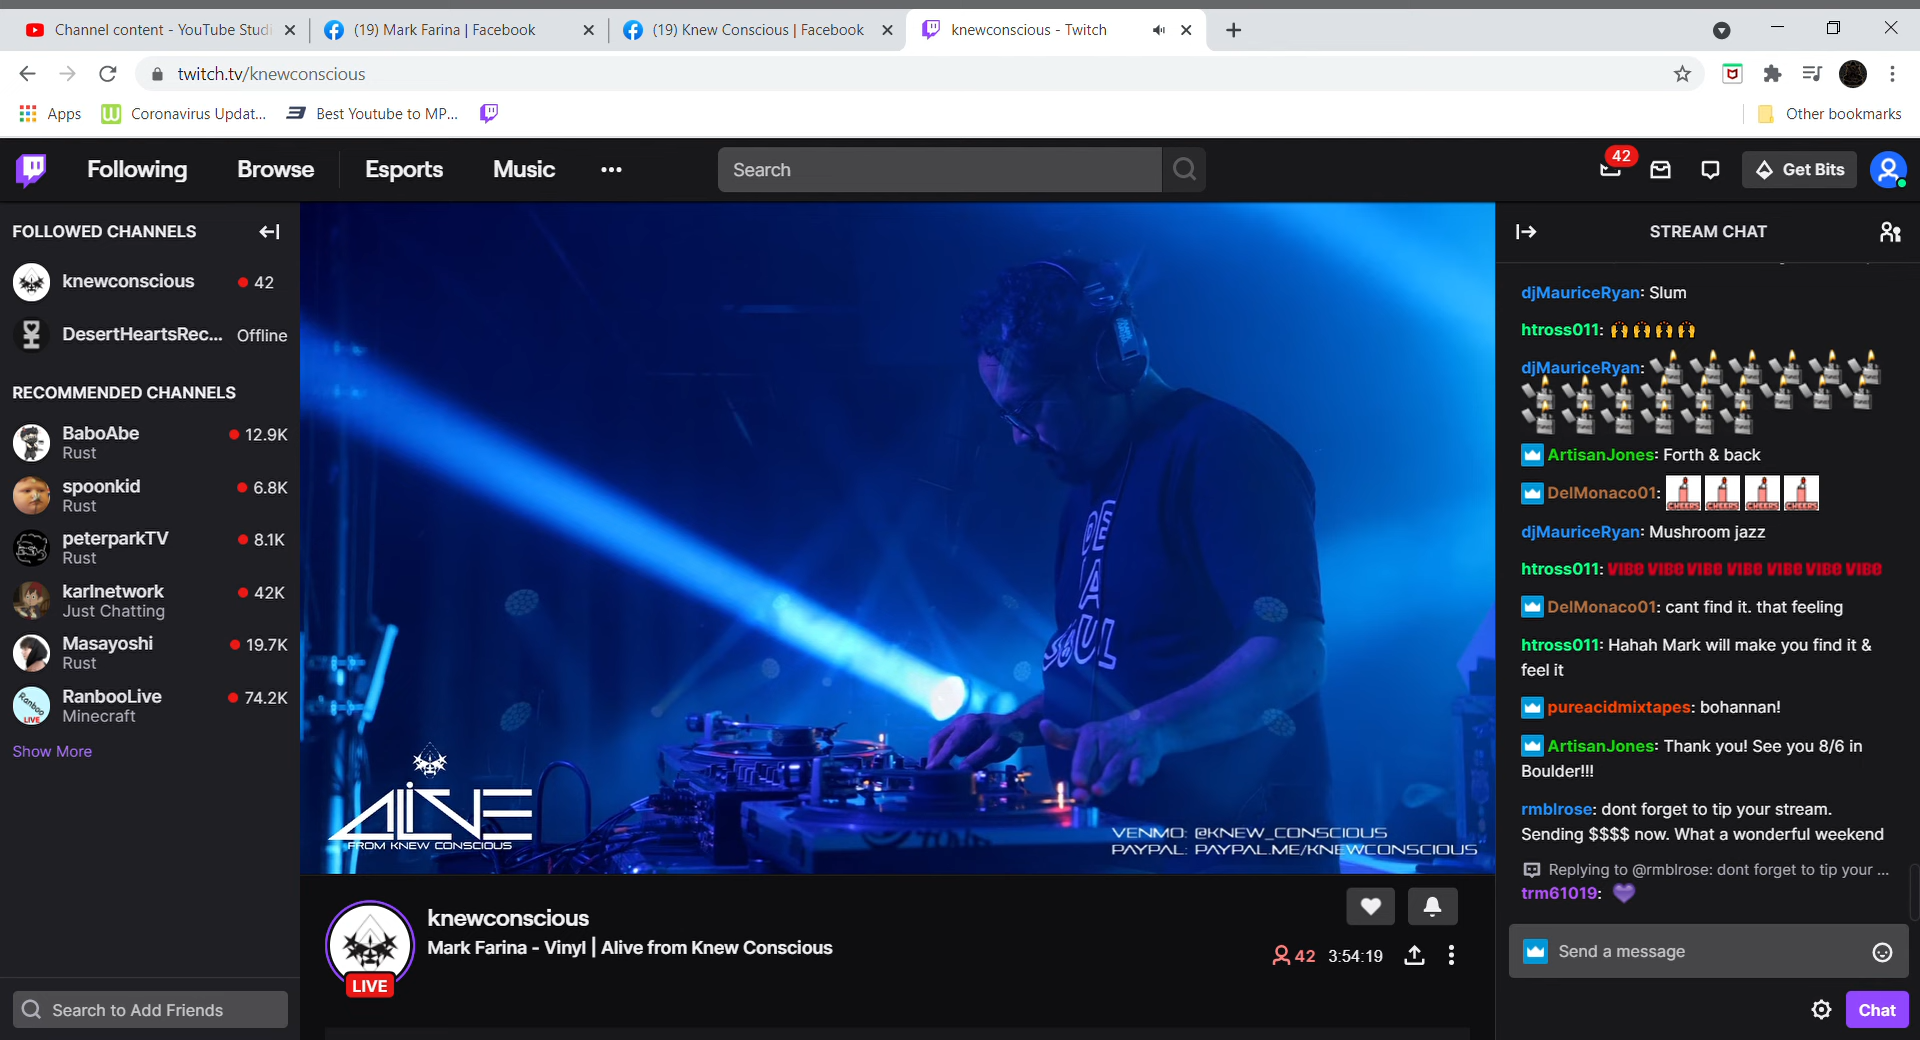 Channel content - YouTube Studi
(19) Mark Farina | Facebook
(19) Knew Conscious | Facebook
knewconscious - Twitch
twitch.tv/knewconscious
Apps
Coronavirus Updat...
Best Youtube to MP...
Other bookmarks
Following
Browse
Esports
Music
Search
42
Get Bits
FOLLOWED CHANNELS
knewconscious
42
DesertHeartsRec...
Offline
RECOMMENDED CHANNELS
BaboAbe
12.9K
Rust
spoonkid
6.8K
Rust
peterparkTV
8.1K
Rust
karlnetwork
42K
Just Chatting
Masayoshi
19.7K
Rust
RanbooLive
74.2K
Minecraft
Show More
Search to Add Friends
DE
LA
SOUL
ALIVE
FROM KNEW CONSCIOUS
VENMO: @KNEW_CONSCIOUS
PAYPAL: PAYPAL.ME/KNEWCONSCIOUS
knewconscious
Mark Farina - Vinyl | Alive from Knew Conscious
LIVE
42
3:54:19
STREAM CHAT
djMauriceRyan: Slum
htross011: 🙌 🙌 🙌 🙌
djMauriceRyan:
ArtisanJones: Forth & back
DelMonaco01: CHEERS CHEERS CHEERS CHEERS
djMauriceRyan: Mushroom jazz
htross011: VIBE VIBE VIBE VIBE VIBE VIBE VIBE
DelMonaco01: cant find it. that feeling
htross011: Hahah Mark will make you find it &
feel it
pureacidmixtapes: bohannan!
ArtisanJones: Thank you! See you 8/6 in
Boulder!!!
rmblrose: dont forget to tip your stream.
Sending $$$$ now. What a wonderful weekend
Replying to @rmblrose: dont forget to tip your ...
trm61019: 💜
Send a message
Chat